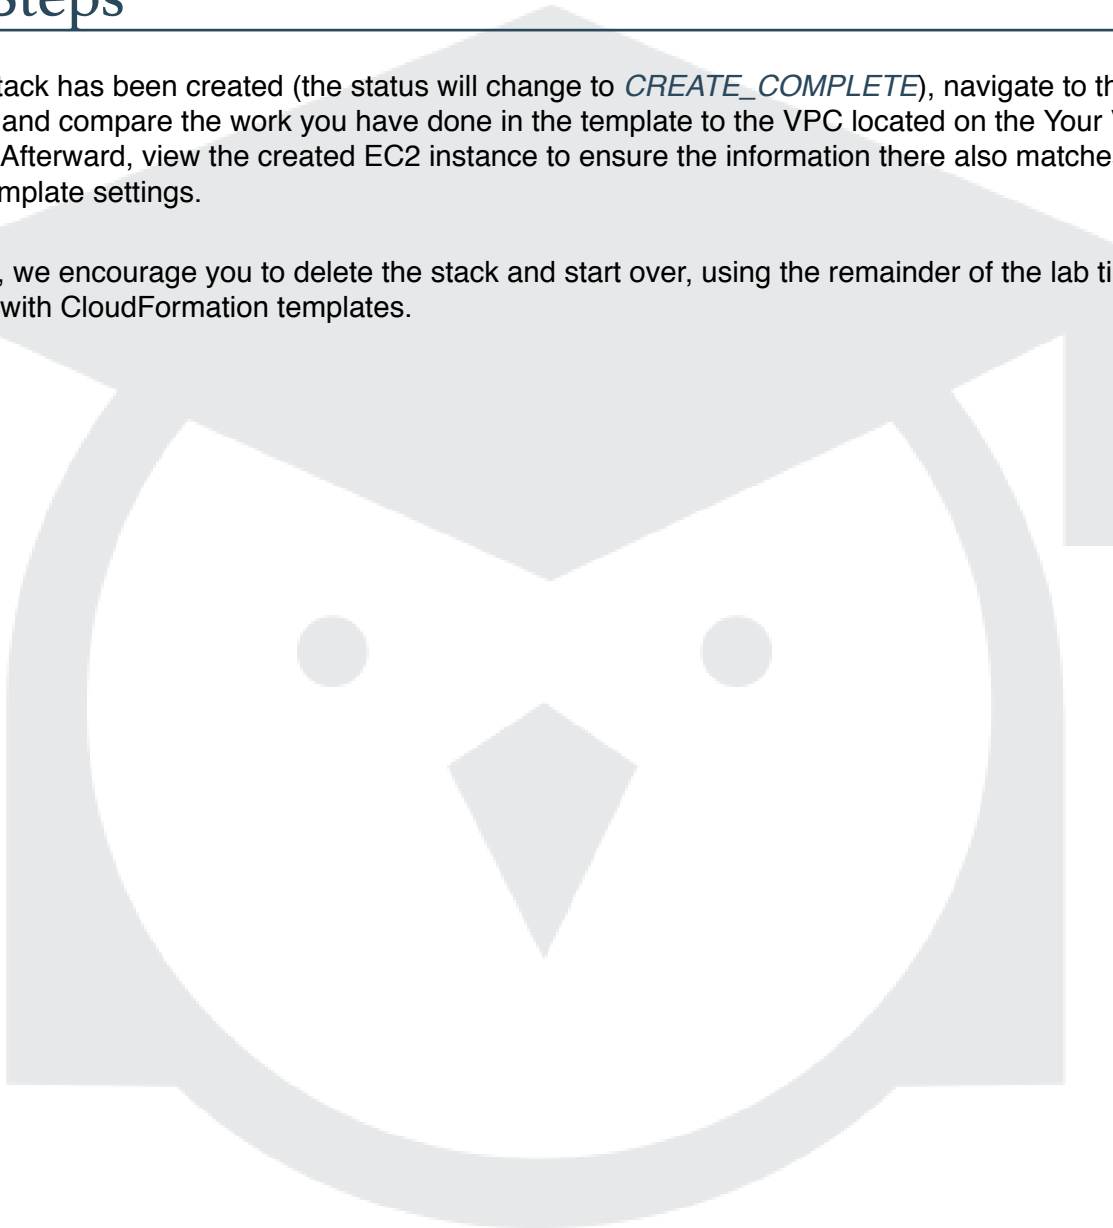 Steps
tack has been created (the status will change to CREATE_COMPLETE), navigate to th
and compare the work you have done in the template to the VPC located on the Your
Afterward, view the created EC2 instance to ensure the information there also matches
mplate settings.
, we encourage you to delete the stack and start over, using the remainder of the lab ti
with CloudFormation templates.